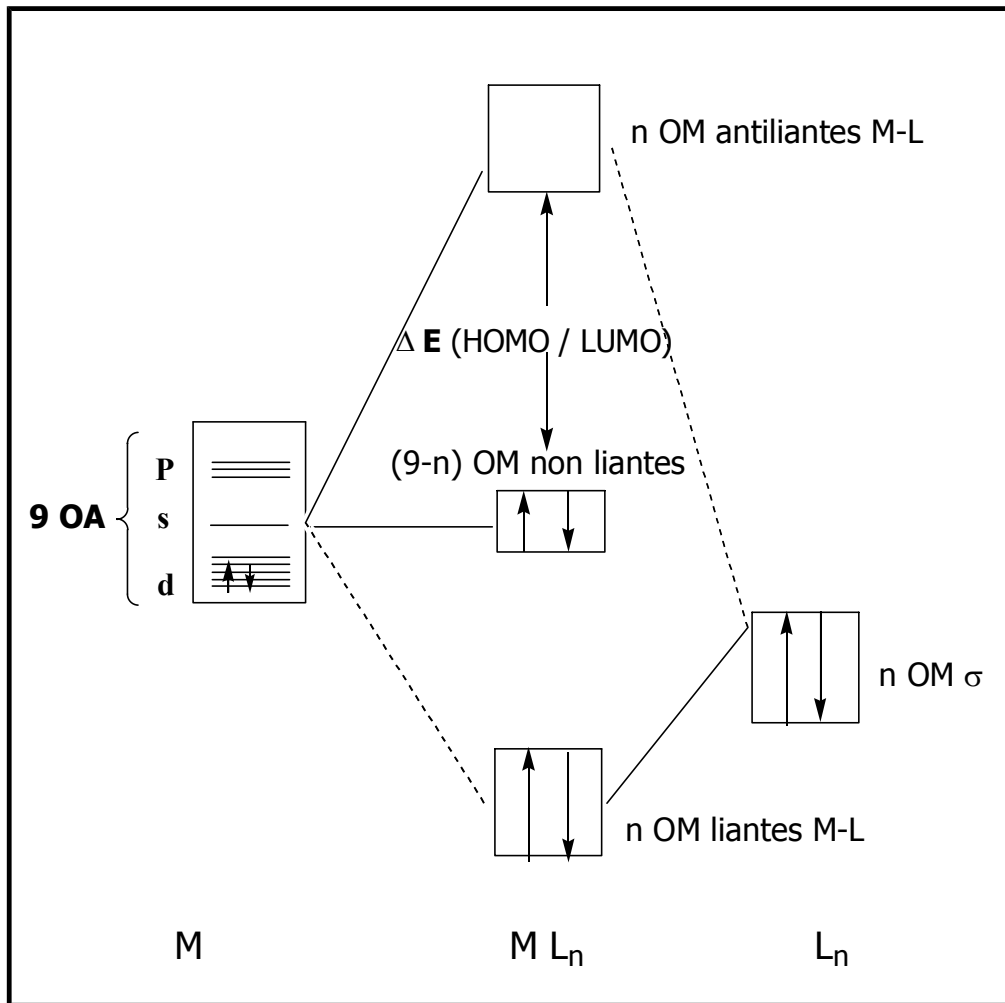 n OM antiliantes M-L
Δ E (HOMO / LUMO)
(9-n) OM non liantes
P
9 OA
s
d
n OM σ
n OM liantes M-L
M
M Lₙ
Lₙ